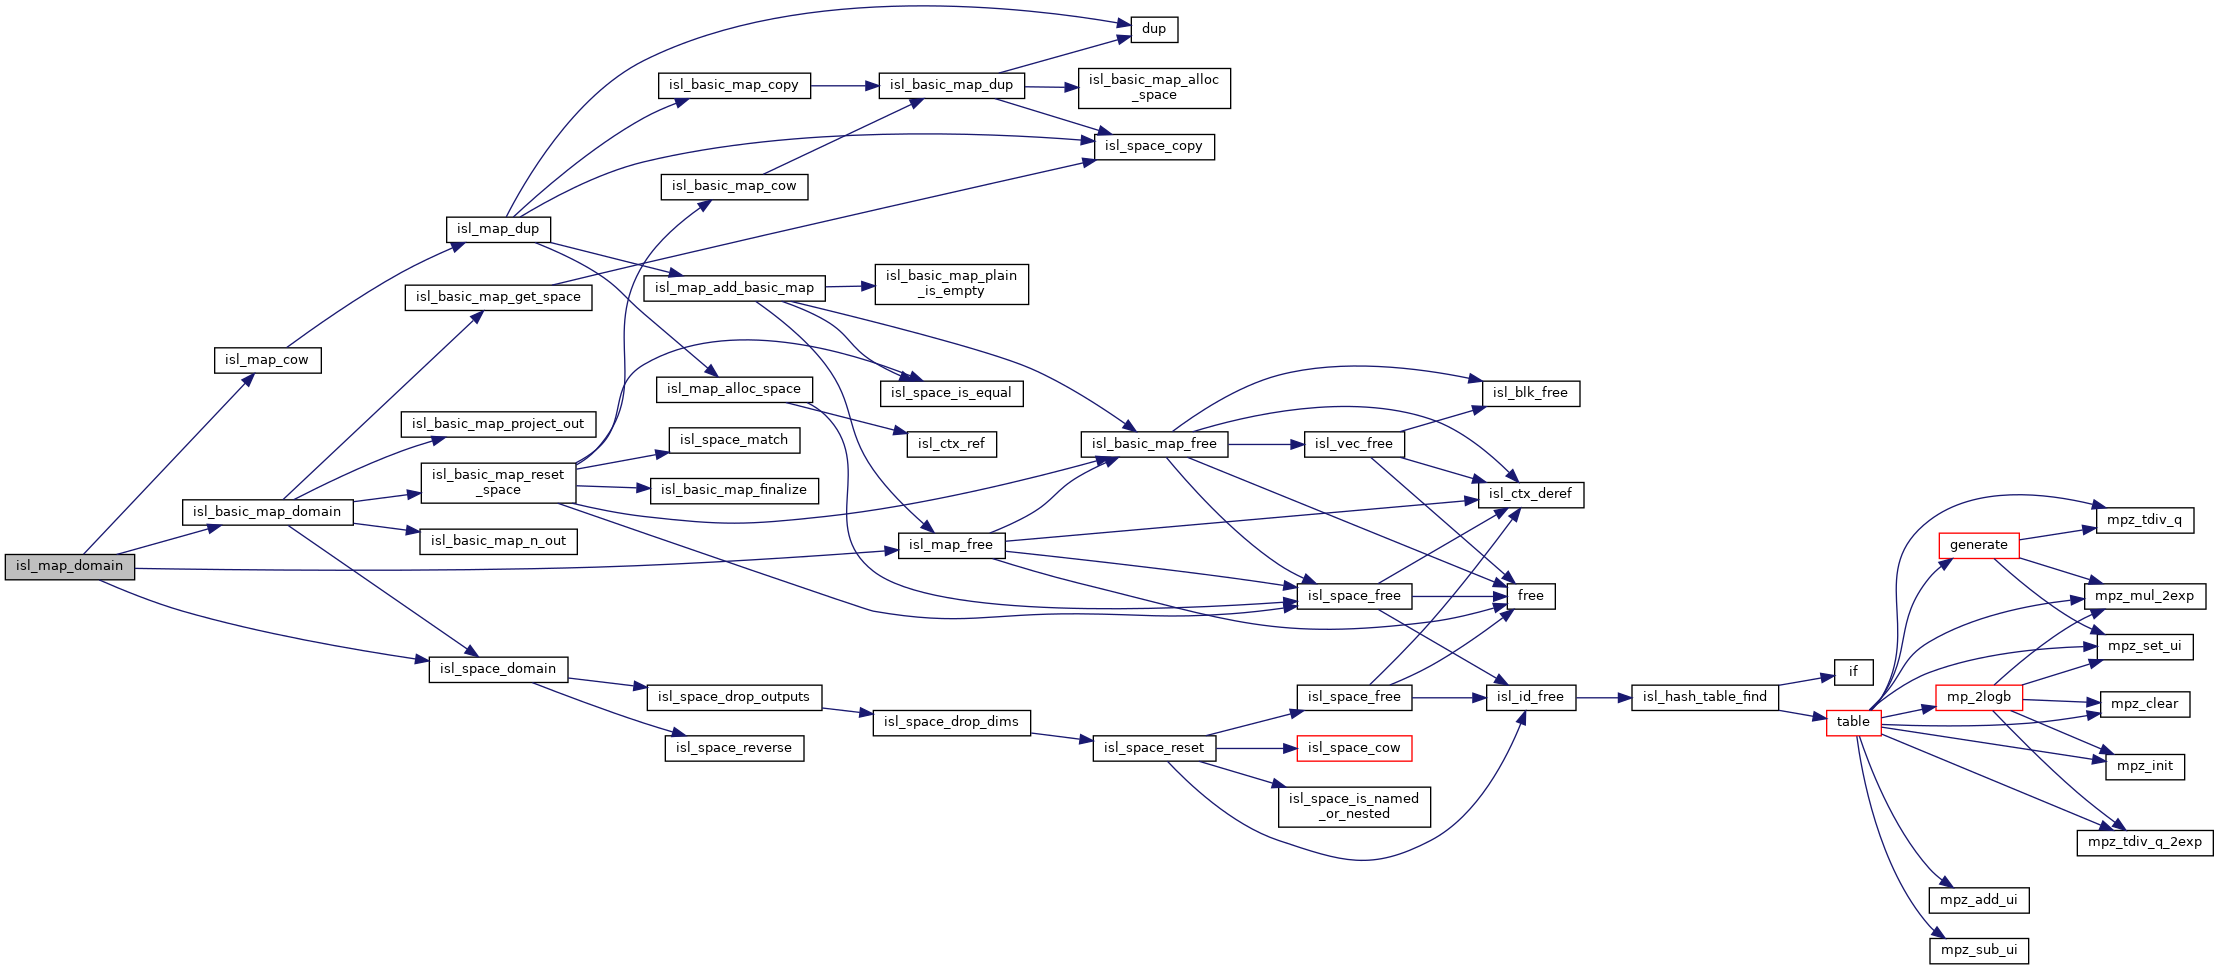 dup
isl_basic_map_copy
isl_basic_map_dup
isl_basic_map_alloc
_space
isl_space_copy
isl_basic_map_cow
isl_map_dup
isl_map_add_basic_map
isl_basic_map_plain
_is_empty
isl_basic_map_get_space
isl_map_cow
isl_map_alloc_space
isl_space_is_equal
isl_blk_free
isl_basic_map_project_out
isl_space_match
isl_ctx_ref
isl_basic_map_free
isl_vec_free
isl_basic_map_reset
_space
isl_basic_map_finalize
isl_ctx_deref
isl_basic_map_domain
isl_basic_map_n_out
isl_map_free
mpz_tdiv_q
generate
isl_map_domain
isl_space_free
free
mpz_mul_2exp
isl_space_domain
mpz_set_ui
if
isl_space_drop_outputs
isl_space_free
isl_id_free
isl_hash_table_find
mp_2logb
mpz_clear
isl_space_drop_dims
table
isl_space_reverse
isl_space_reset
isl_space_cow
mpz_init
isl_space_is_named
_or_nested
mpz_tdiv_q_2exp
mpz_add_ui
mpz_sub_ui